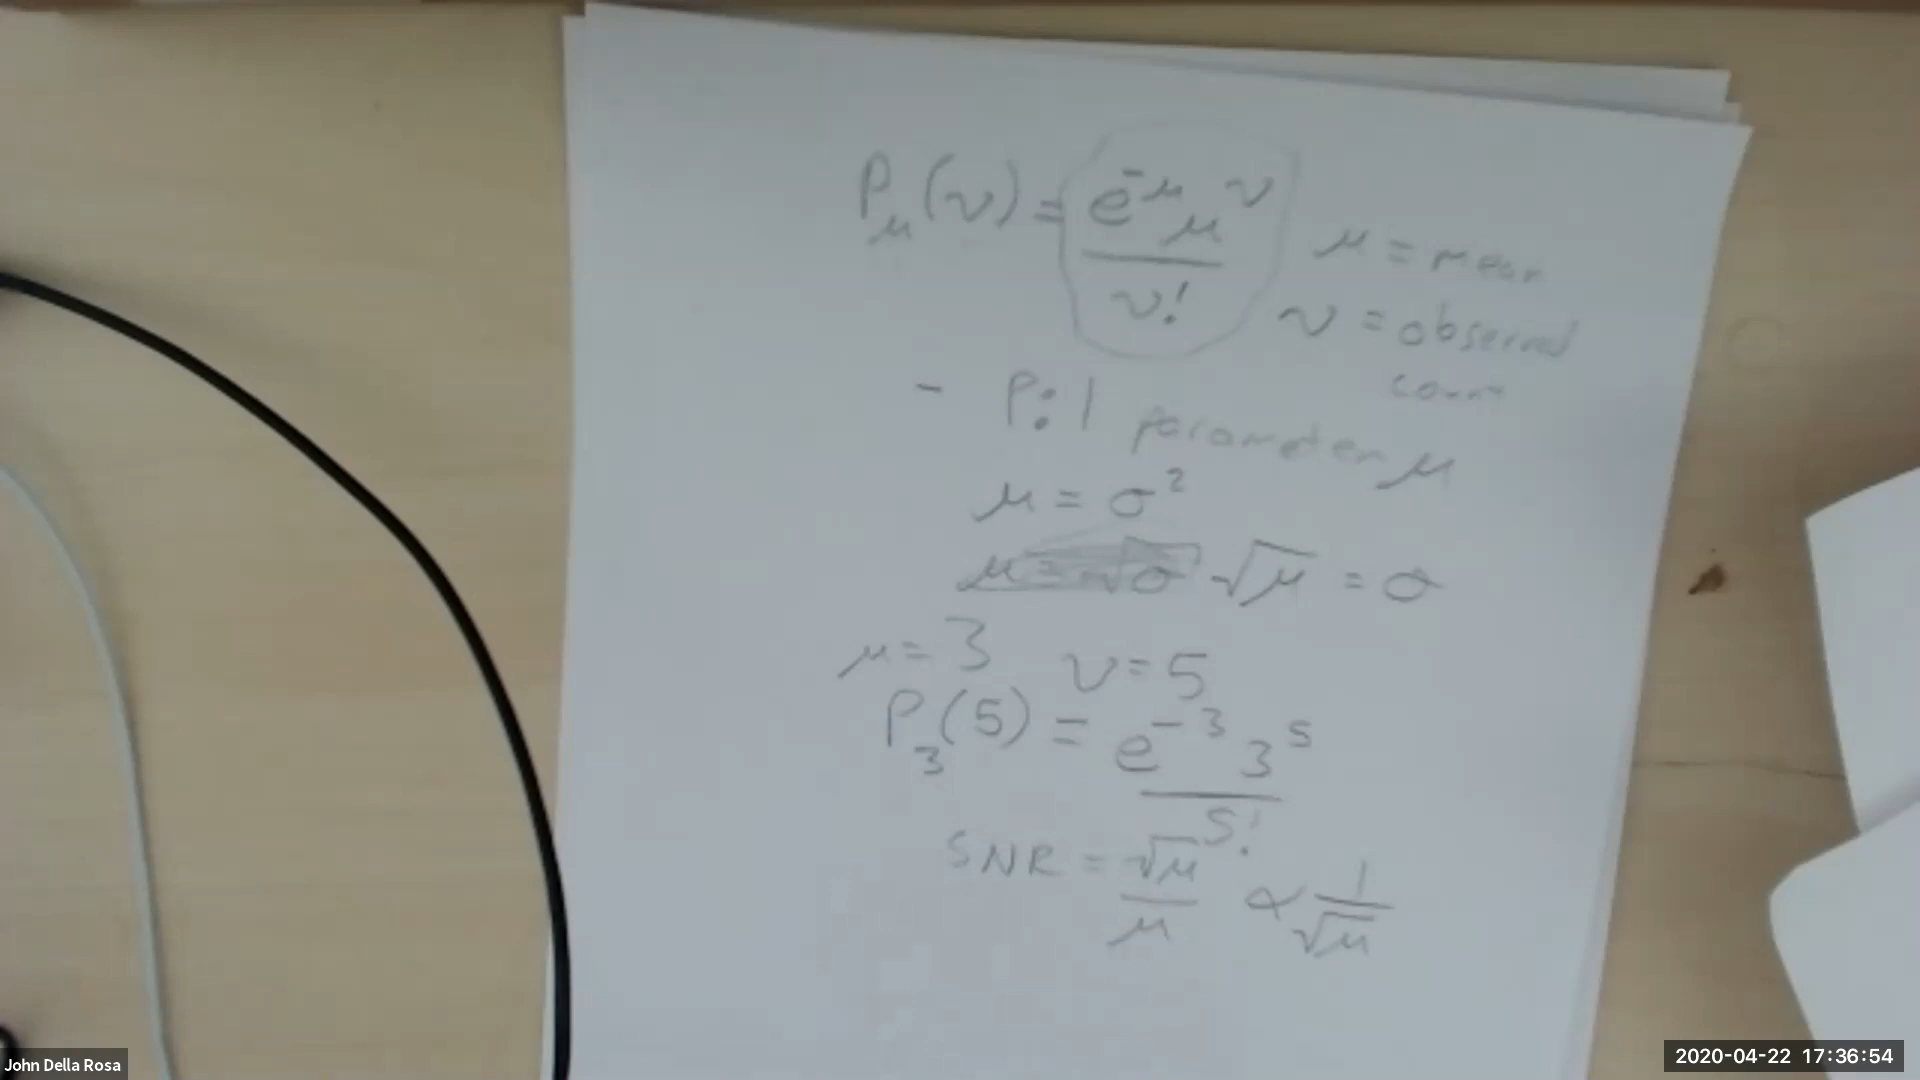 P_μ(ν) = e^{-μ} μ^ν / ν!
μ = mean
ν = observed
count
- P: 1 parameter μ
μ = σ²
√μ = σ
μ = 3 ν = 5
P_3(5) = e^{-3} 3^5 / 5!
SNR = √μ / μ ∝ 1 / √μ
John Della Rosa
2020-04-22 17:36:54